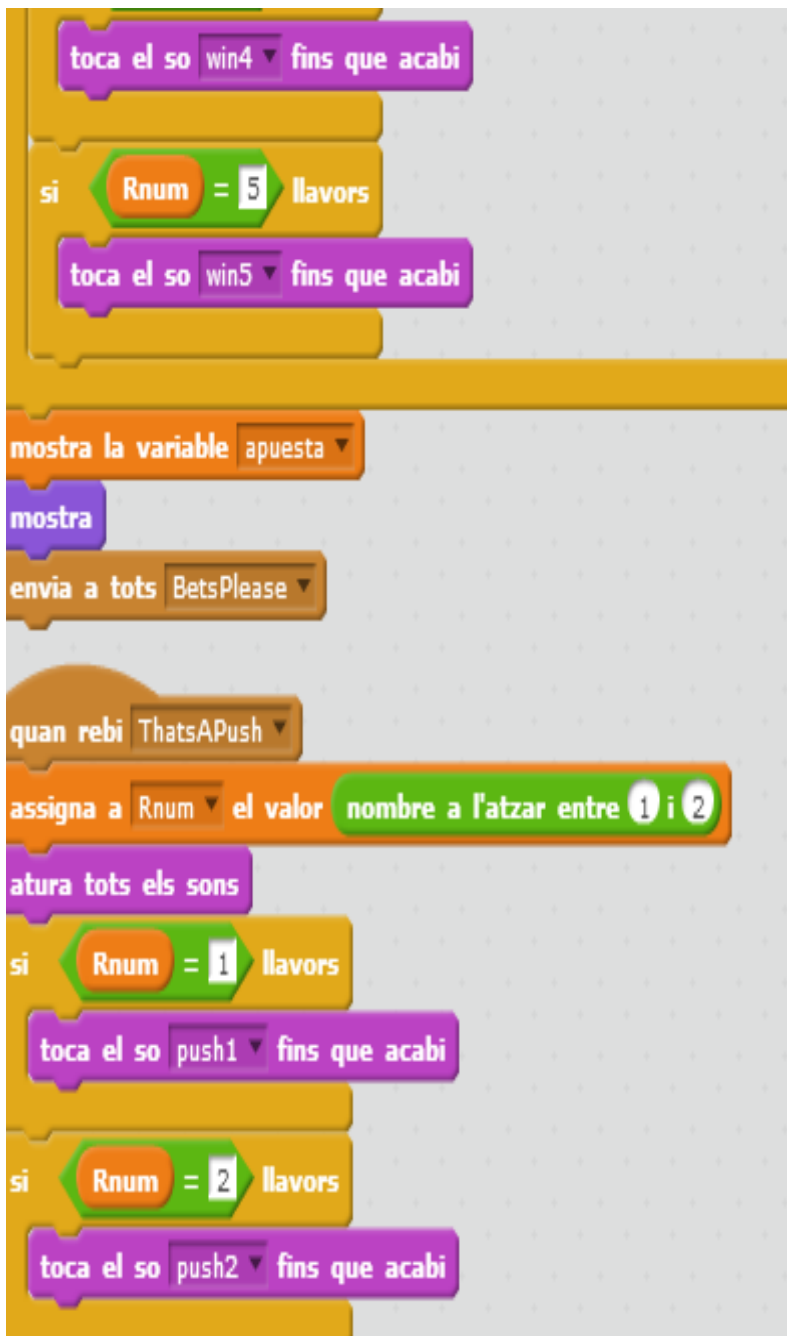 toca el so win4 fins que acabi
si Rnum = 5 llavors
toca el so win5 fins que acabi
mostra la variable apuesta
mostra
envia a tots BetsPlease
quan rebi ThatsAPush
assigna a Rnum el valor nombre a l'atzar entre 1 i 2
atura tots els sons
si Rnum = 1 llavors
toca el so push1 fins que acabi
si Rnum = 2 llavors
toca el so push2 fins que acabi